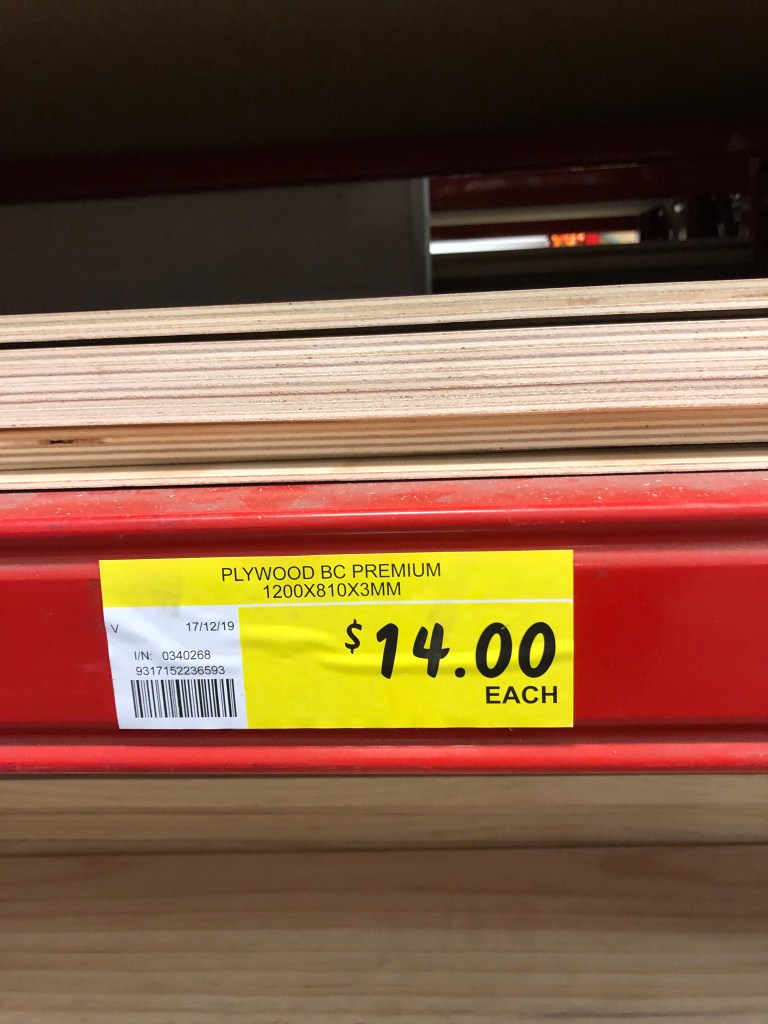 PLYWOOD BC PREMIUM
1200X810X3MM
V 17/12/19
I/N: 0340268
9317152236593
$14.00
EACH